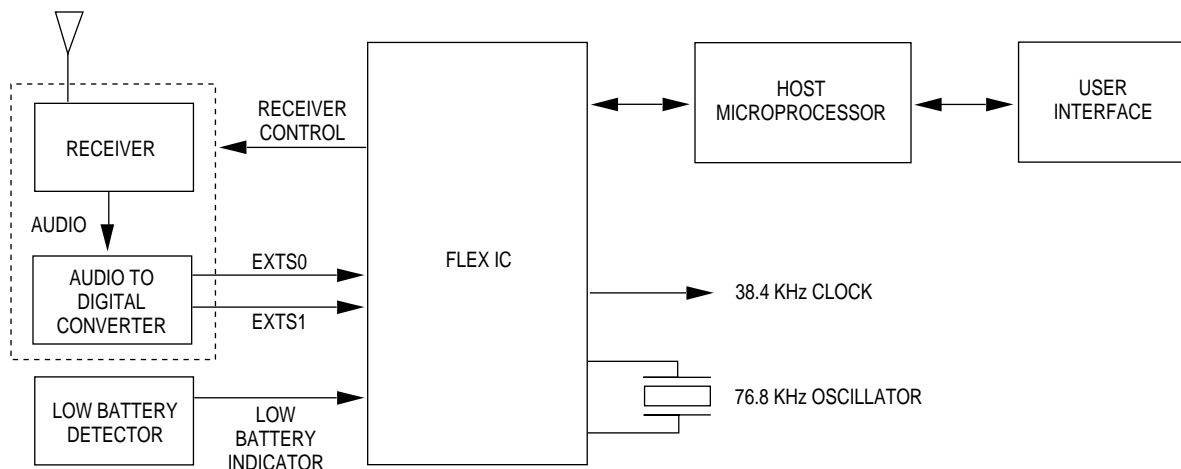 RECEIVER
CONTROL
RECEIVER
AUDIO
AUDIO TO
DIGITAL
CONVERTER
EXTS0
EXTS1
LOW BATTERY
DETECTOR
LOW
BATTERY
INDICATOR
FLEX IC
HOST
MICROPROCESSOR
USER
INTERFACE
38.4 KHz CLOCK
76.8 KHz OSCILLATOR